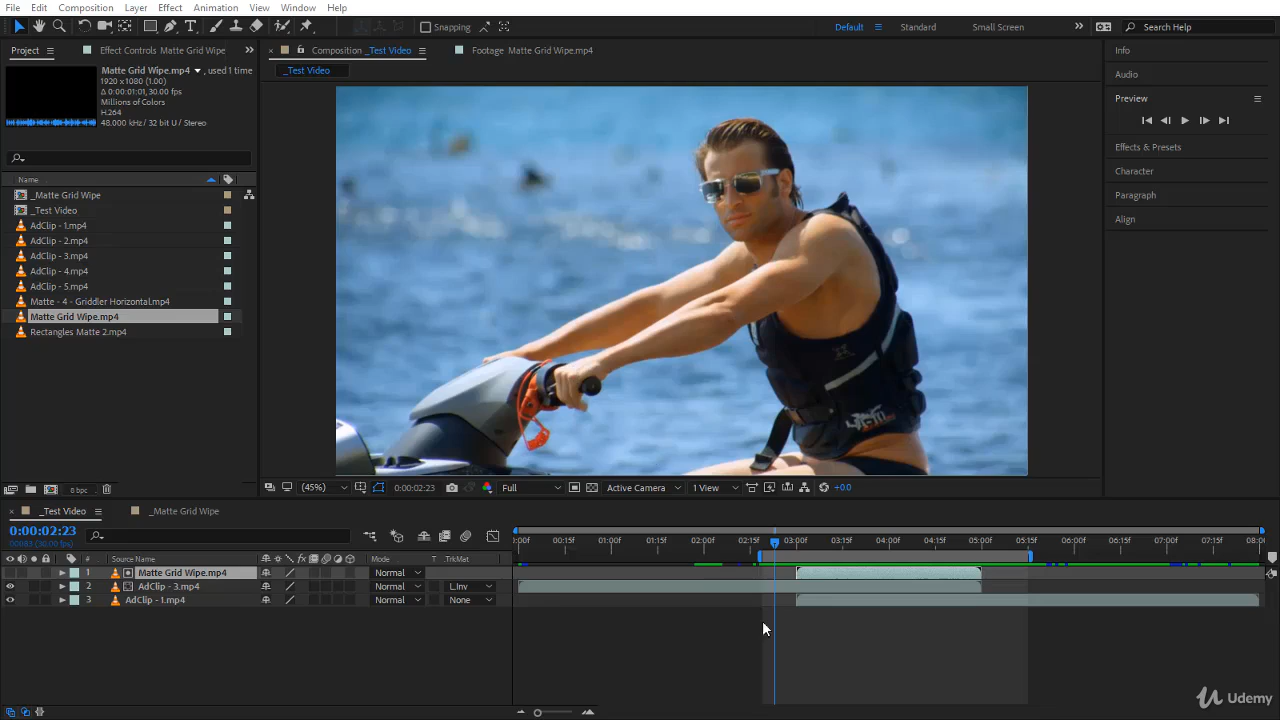 File Edit Composition Layer Effect Animation View Window Help
Snapping Default Standard Small Screen Search Help
Project Effect Controls Matte Grid Wipe Composition _Test Video Footage Matte Grid Wipe.mp4
_Test Video
Matte Grid Wipe.mp4 , used 1 time
1920 x 1080 (1.00)
Δ 0:00:01:01, 30.00 fps
Millions of Colors
H.264
48.000 kHz / 32 bit U / Stereo
Name
_Matte Grid Wipe
_Test Video
AdClip - 1.mp4
AdClip - 2.mp4
AdClip - 3.mp4
AdClip - 4.mp4
AdClip - 5.mp4
Matte - 4 - Griddler Horizontal.mp4
Matte Grid Wipe.mp4
Rectangles Matte 2.mp4
Info
Audio
Preview
Effects & Presets
Character
Paragraph
Align
8 bpc (45%) 0:00:02:23 Full Active Camera 1 View +0.0
_Test Video _Matte Grid Wipe
0:00:02:23
00083 (30.00 fps)
:00f 00:15f 01:00f 01:15f 02:00f 02:15f 03:00f 03:15f 04:00f 04:15f 05:00f 05:15f 06:00f 06:15f 07:00f 07:15f 08:00
# Source Name Mode T .TrkMat
1 Matte Grid Wipe.mp4 Normal
2 AdClip - 3.mp4 Normal L.Inv
3 AdClip - 1.mp4 Normal None
Udemy